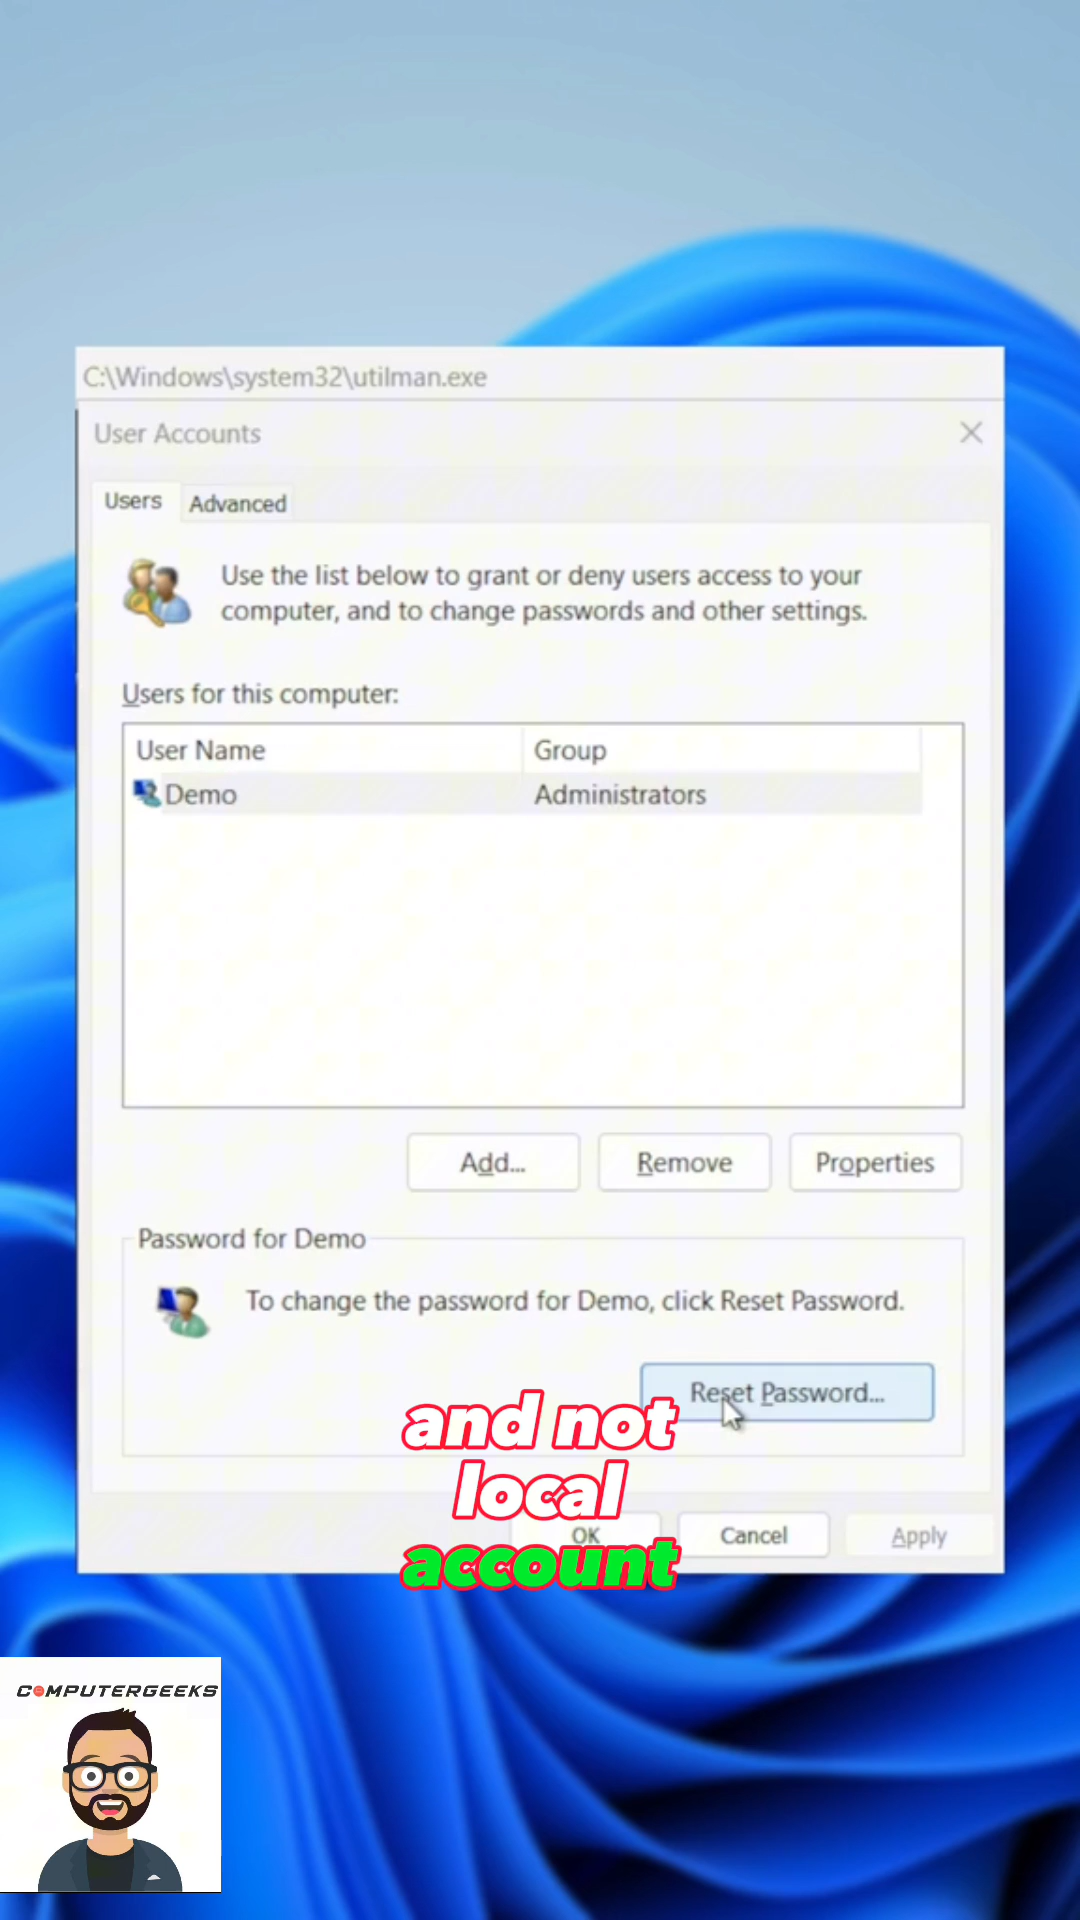 C:\Windows\system32\utilman.exe
User Accounts
Users
Advanced
Use the list below to grant or deny users access to your
computer, and to change passwords and other settings.
Users for this computer:
User Name
Group
Demo
Administrators
Add...
Remove
Properties
Password for Demo
To change the password for Demo, click Reset Password.
Reset Password...
and not
local
account
OK
Cancel
Apply
COMPUTERGEEKS